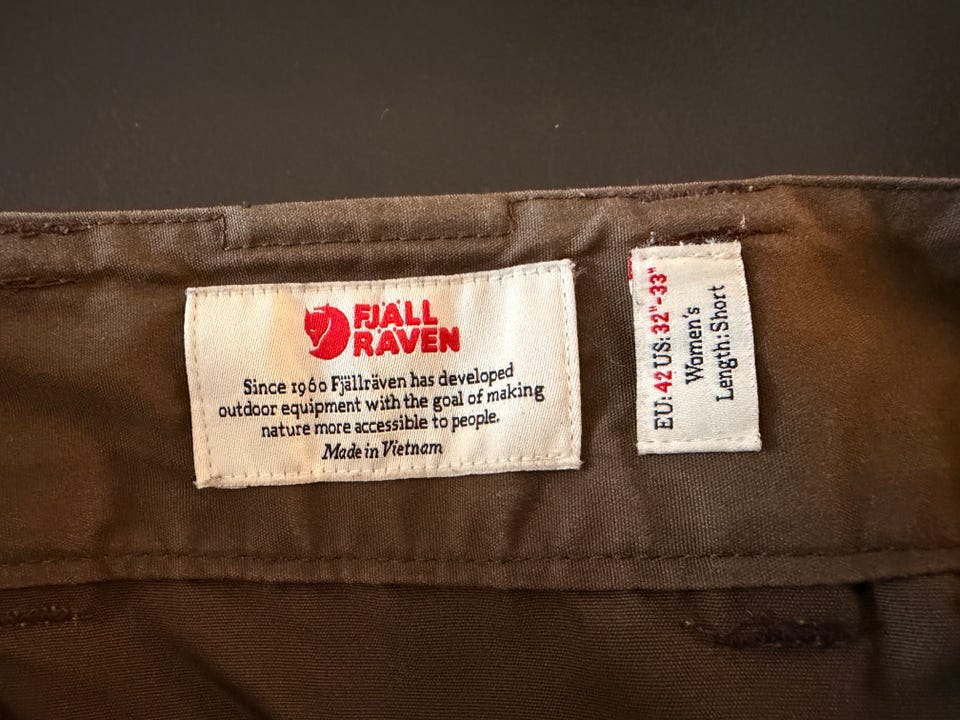 FJÄLL
RÄVEN
Since 1960 Fjällräven has developed
outdoor equipment with the goal of making
nature more accessible to people.
Made in Vietnam
EU: 42 US: 32"-33"
Women's
Length: Short